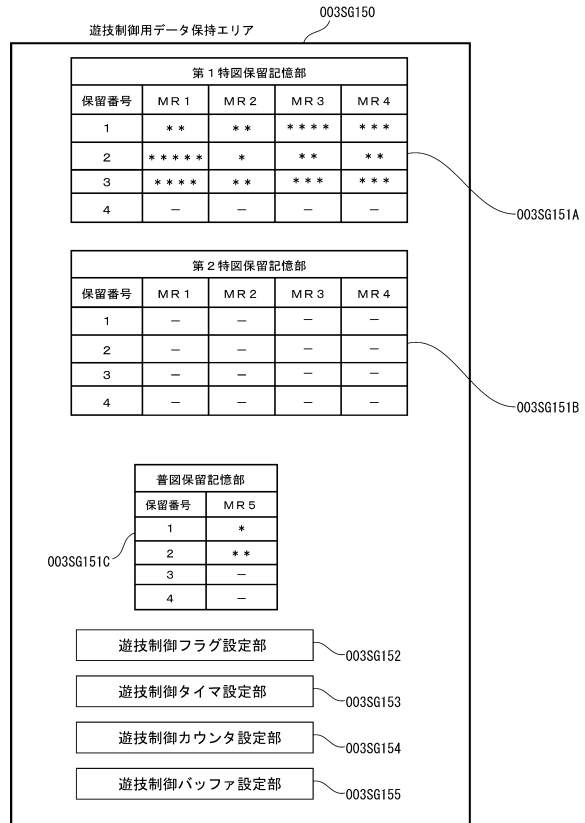 003SG150
遊技制御用データ保持エリア
第１特図保留記憶部
保留番号 ＭＲ１ ＭＲ２ ＭＲ３ ＭＲ４
１ ** ** **** ***
２ ***** * ** **
３ **** ** *** ***
４ － － － －
003SG151A
第２特図保留記憶部
保留番号 ＭＲ１ ＭＲ２ ＭＲ３ ＭＲ４
１ － － － －
２ － － － －
３ － － － －
４ － － － －
003SG151B
普図保留記憶部
保留番号 ＭＲ５
１ *
２ **
３ －
４ －
003SG151C
遊技制御フラグ設定部
003SG152
遊技制御タイマ設定部
003SG153
遊技制御カウンタ設定部
003SG154
遊技制御バッファ設定部
003SG155